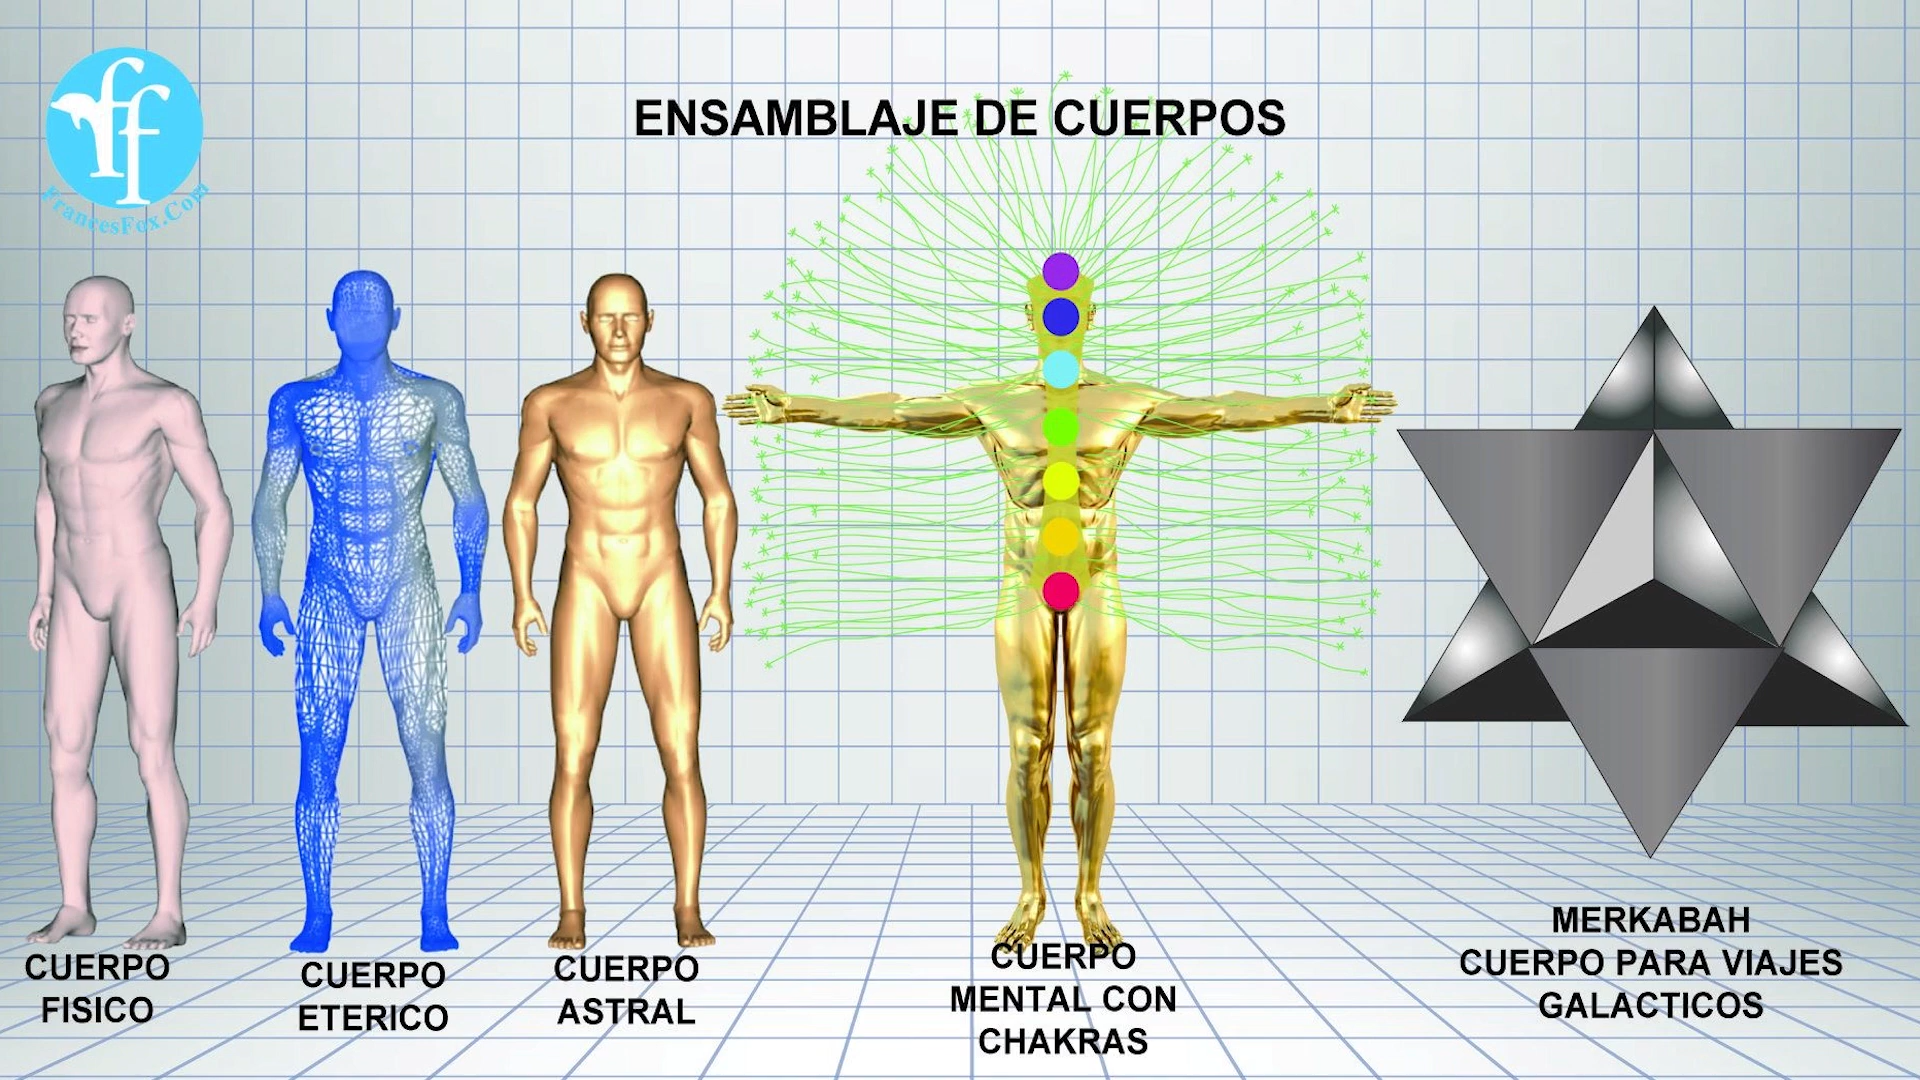 ff
FrancesFox.Com
ENSAMBLAJE DE CUERPOS
CUERPO
FISICO
CUERPO
ETERICO
CUERPO
ASTRAL
CUERPO
MENTAL CON
CHAKRAS
MERKABAH
CUERPO PARA VIAJES
GALACTICOS